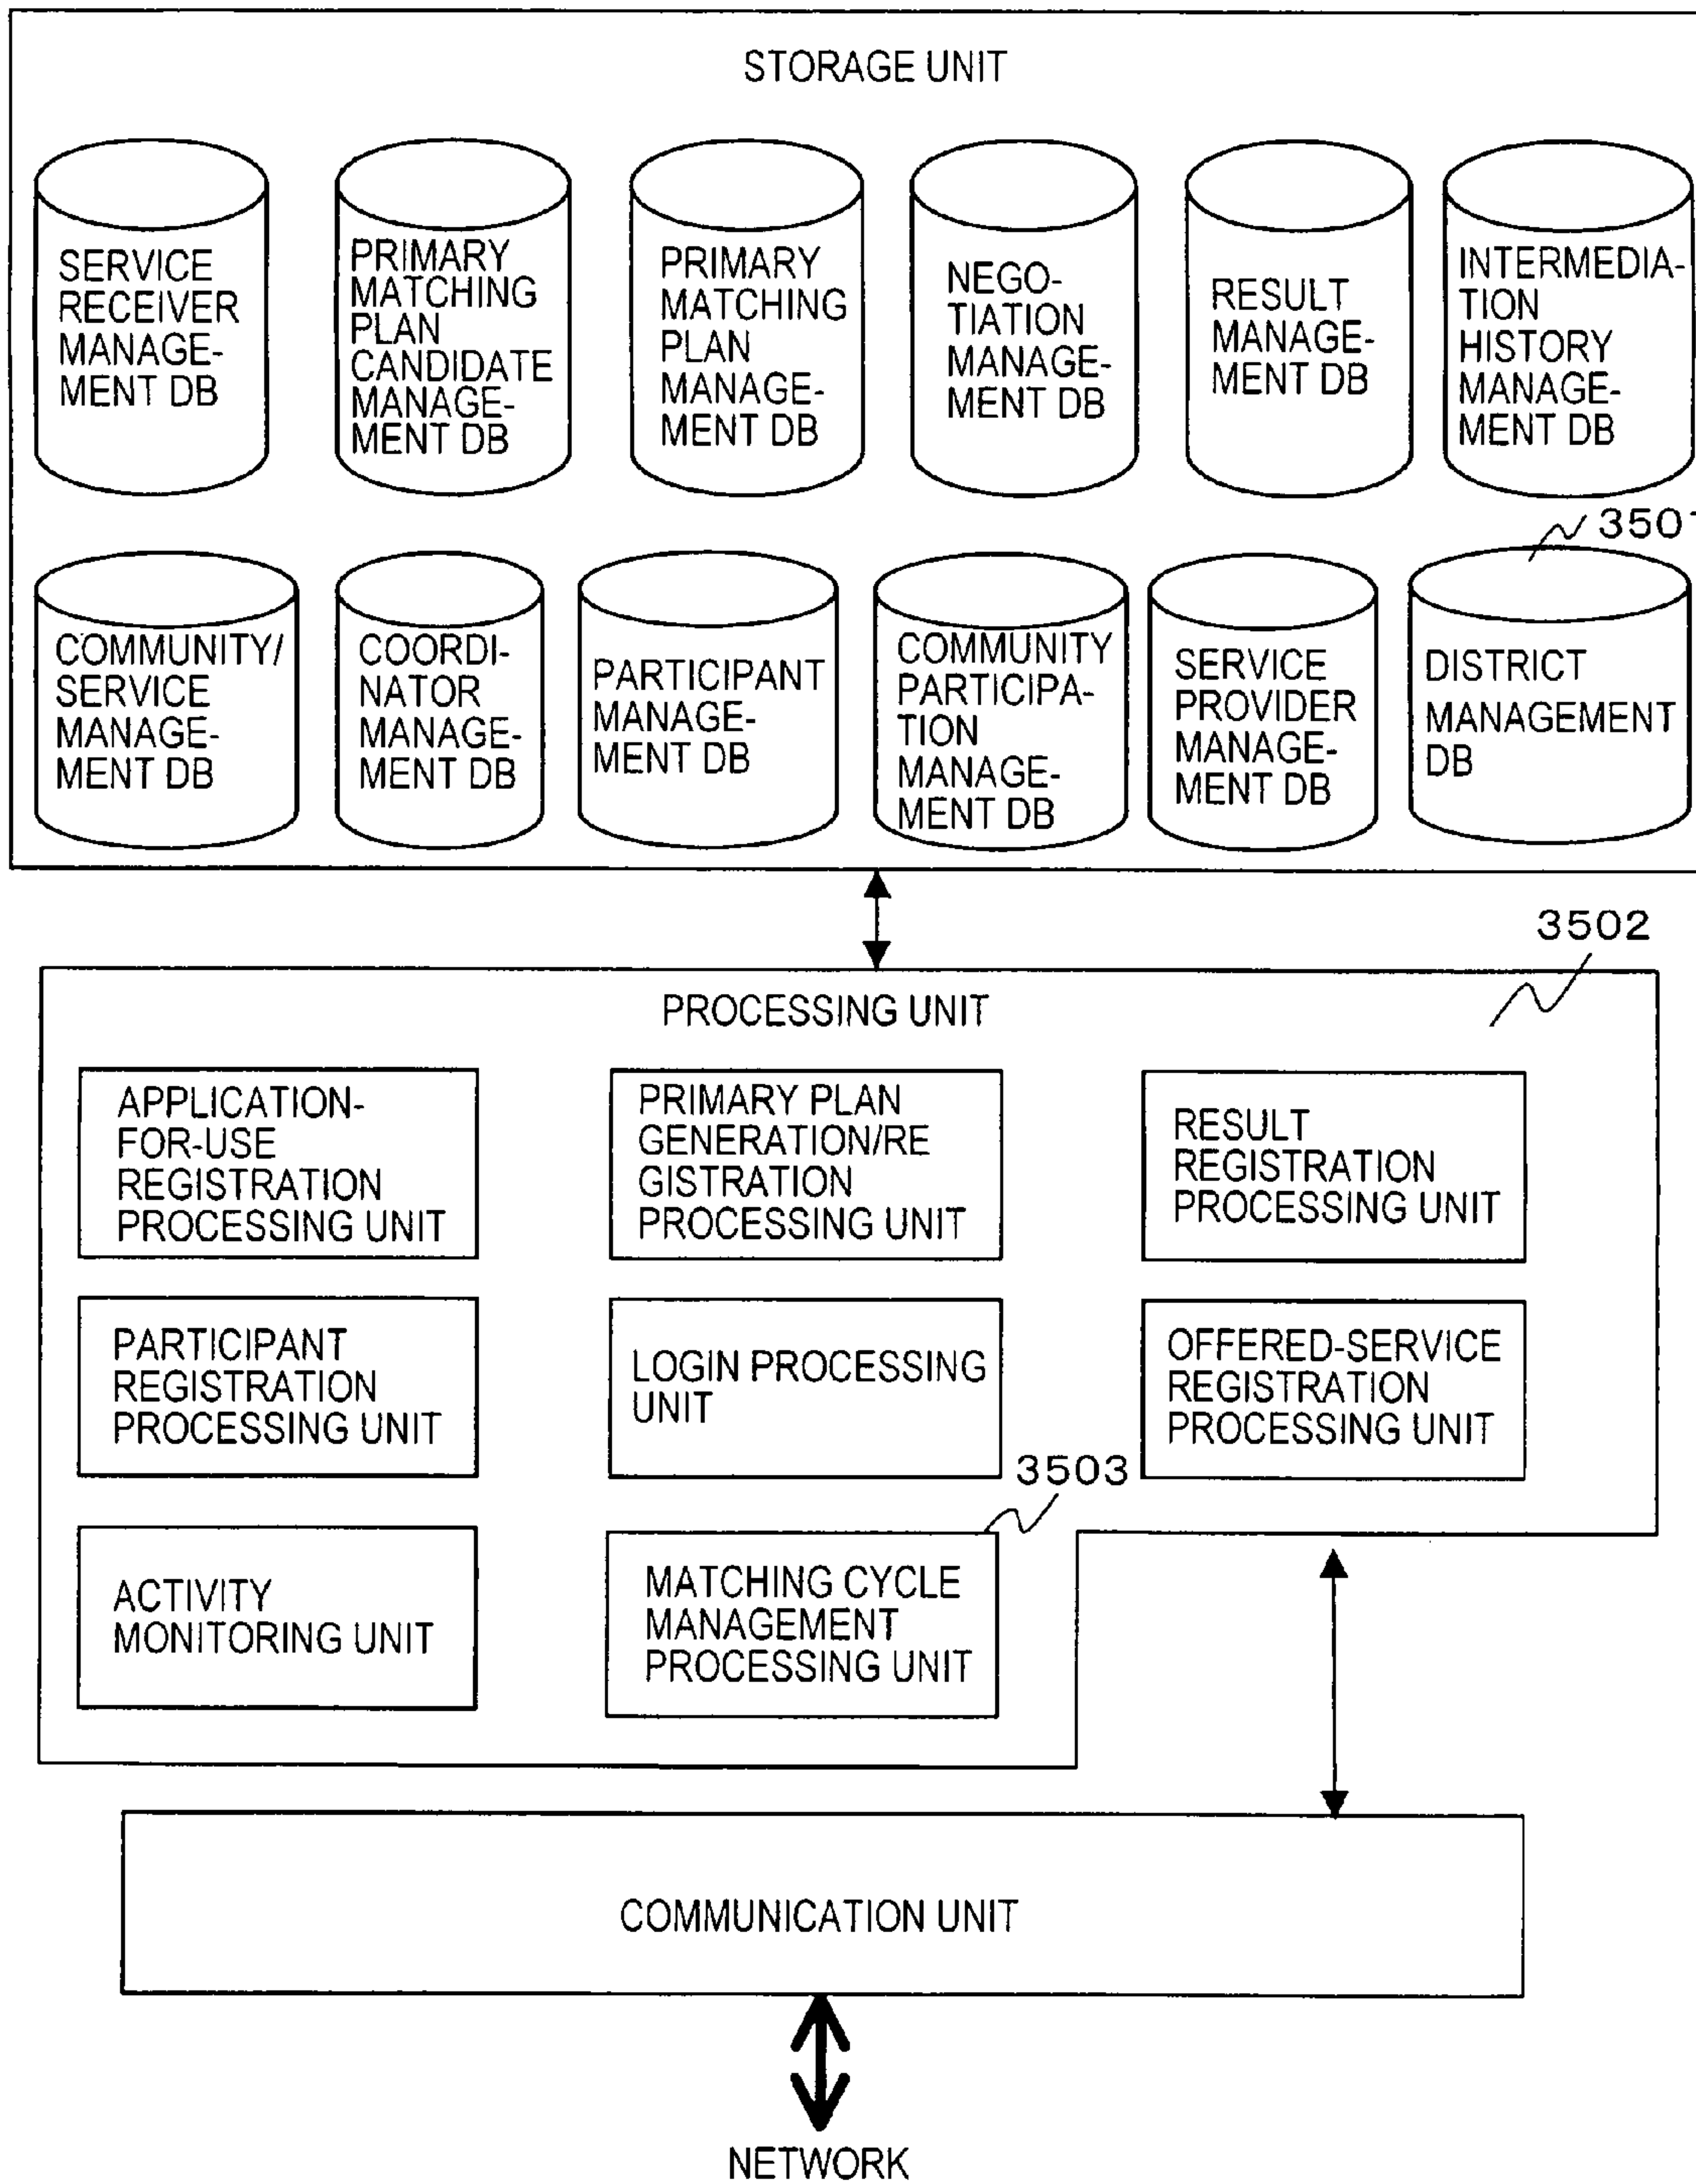 STORAGE UNIT
SERVICE
RECEIVER
MANAGE-
MENT DB
PRIMARY
MATCHING
PLAN
CANDIDATE
MANAGE-
MENT DB
PRIMARY
MATCHING
PLAN
MANAGE-
MENT DB
NEGO-
TIATION
MANAGE-
MENT DB
RESULT
MANAGE-
MENT DB
INTERMEDIA-
TION
HISTORY
MANAGE-
MENT DB
3501
COMMUNITY/
SERVICE
MANAGE-
MENT DB
COORDI-
NATOR
MANAGE-
MENT DB
PARTICIPANT
MANAGE-
MENT DB
COMMUNITY
PARTICIPA-
TION
MANAGE-
MENT DB
SERVICE
PROVIDER
MANAGE-
MENT DB
DISTRICT
MANAGEMENT
DB
3502
PROCESSING UNIT
APPLICATION-
FOR-USE
REGISTRATION
PROCESSING UNIT
PRIMARY PLAN
GENERATION/RE
GISTRATION
PROCESSING UNIT
RESULT
REGISTRATION
PROCESSING UNIT
PARTICIPANT
REGISTRATION
PROCESSING UNIT
LOGIN PROCESSING
UNIT
OFFERED-SERVICE
REGISTRATION
PROCESSING UNIT
3503
ACTIVITY
MONITORING UNIT
MATCHING CYCLE
MANAGEMENT
PROCESSING UNIT
COMMUNICATION UNIT
NETWORK